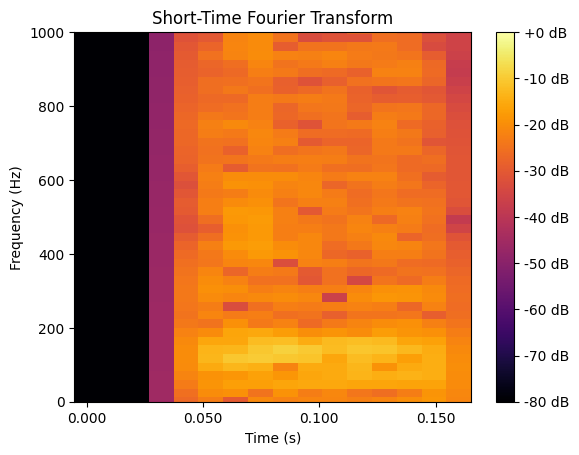 Short-Time Fourier Transform
1000
800
600
400
200
0
Frequency (Hz)
0.000
0.050
0.100
0.150
Time (s)
+0 dB
-10 dB
-20 dB
-30 dB
-40 dB
-50 dB
-60 dB
-70 dB
-80 dB